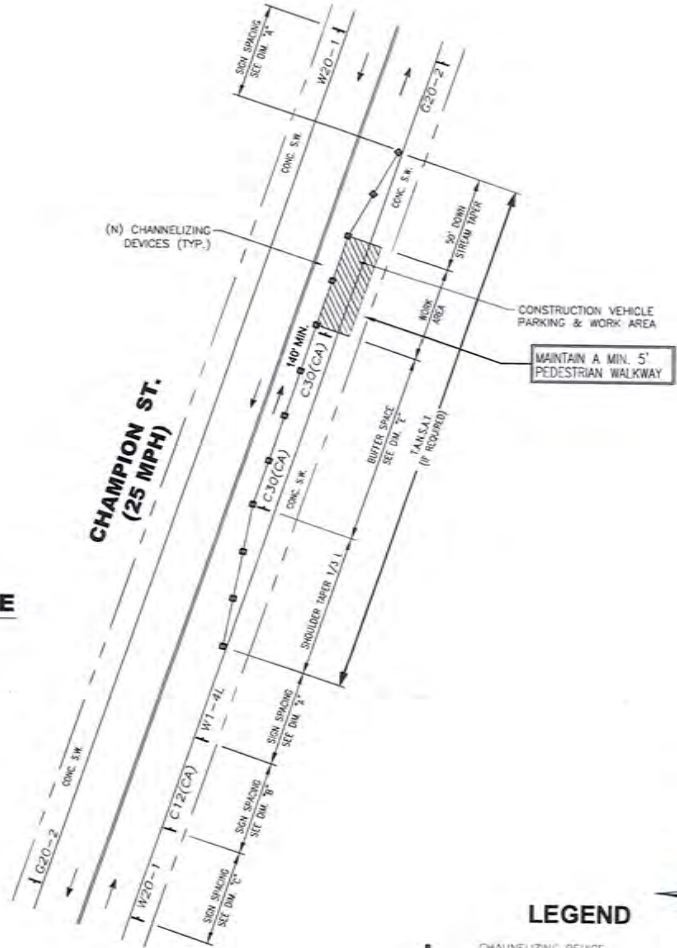 SIGN SPACING
SEE DIM. "A"
W20-1
G20-2
CONC. S.W.
CONC. S.W.
(N) CHANNELIZING
DEVICES (TYP.)
50' DOWN
STREAM TAPER
WORK
AREA
CONSTRUCTION VEHICLE
PARKING & WORK AREA
MAINTAIN A MIN. 5'
PEDESTRIAN WALKWAY
140' MIN.
C30(CA)
CHAMPION ST.
(25 MPH)
BUFFER SPACE
SEE DIM. "E"
T.A.N.S.A.T.
(IF REQUIRED)
C30(CA)
CONC. S.W.
E
SHOULDER TAPER 1/3 L
W1-4L
SIGN SPACING
SEE DIM. "A"
CONC. S.W.
C12(CA)
SIGN SPACING
SEE DIM. "B"
G20-2
W20-1
SIGN SPACING
SEE DIM. "C"
LEGEND